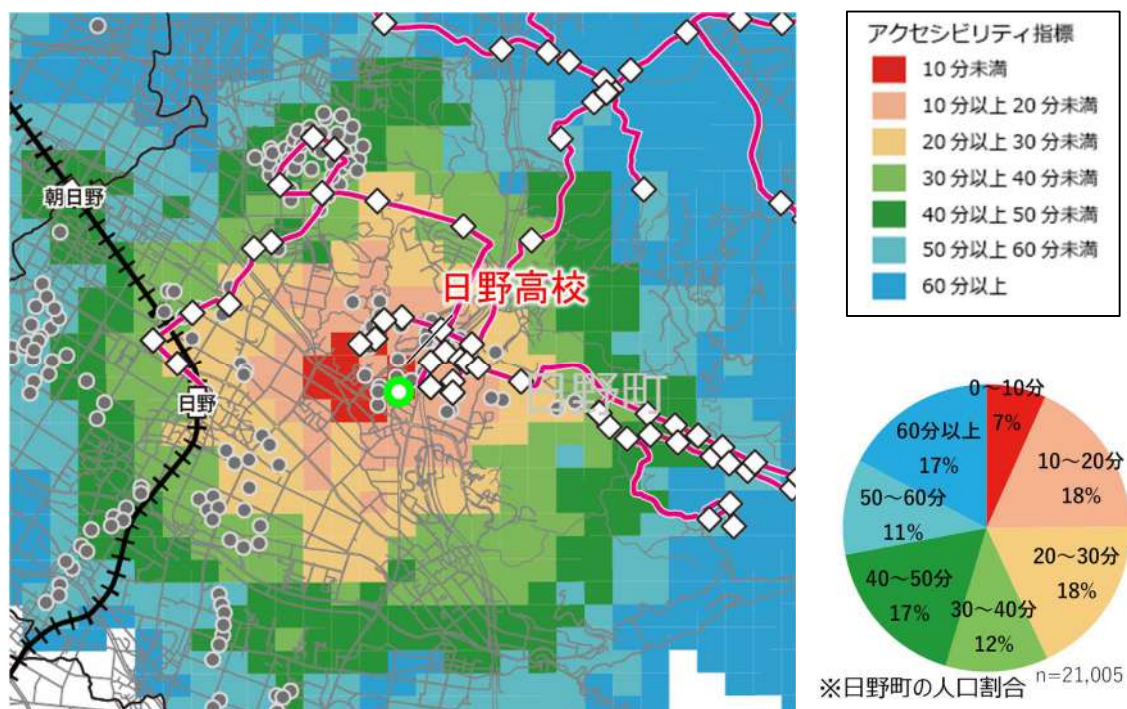 朝日野
日野
日野高校
日野町
アクセシビリティ指標
10分未満
10分以上20分未満
20分以上30分未満
30分以上40分未満
40分以上50分未満
50分以上60分未満
60分以上
0～10分
7%
10～20分
18%
20～30分
18%
30～40分
12%
40～50分
17%
50～60分
11%
60分以上
17%
※日野町の人口割合 n=21,005